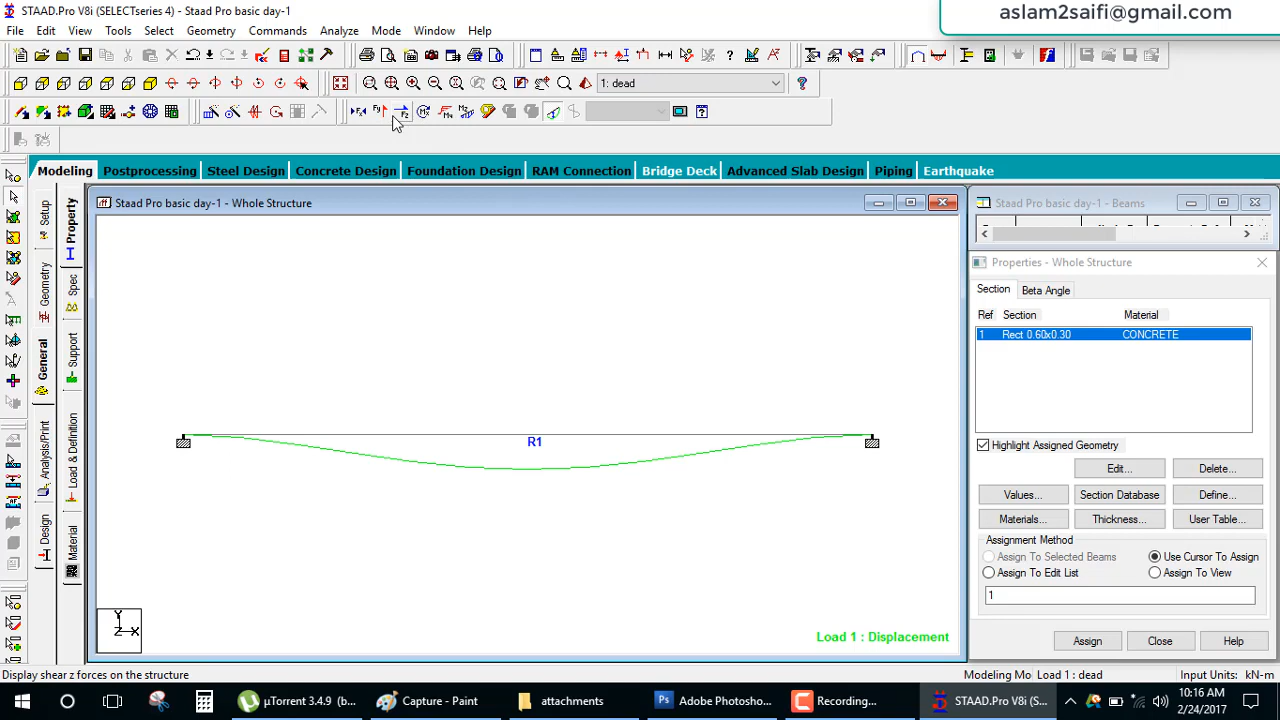 STAAD.Pro V8i (SELECTseries 4) - Staad Pro basic day-1
aslam2saifi@gmail.com
File Edit View Tools Select Geometry Commands Analyze Mode Window Help
1: dead
Modeling Postprocessing Steel Design Concrete Design Foundation Design RAM Connection Bridge Deck Advanced Slab Design Piping Earthquake
Staad Pro basic day-1 - Whole Structure
Staad Pro basic day-1 - Beams
Setup
Geometry
General
Analysis/Print
Design
Property
Spec
Support
Load & Definition
Material
R1
Y
Z X
Load 1 : Displacement
Properties - Whole Structure
Section Beta Angle
Ref Section Material
1 Rect 0.60x0.30 CONCRETE
Highlight Assigned Geometry
Edit... Delete...
Values... Section Database Define...
Materials... Thickness... User Table...
Assignment Method
Assign To Selected Beams Use Cursor To Assign
Assign To Edit List Assign To View
1
Assign Close Help
Display shear z forces on the structure
Modeling Mo Load 1 : dead Input Units: kN-m
µTorrent 3.4.9 (b... Capture - Paint attachments Adobe Photosho... Recording... STAAD.Pro V8i (S...
10:16 AM
2/24/2017